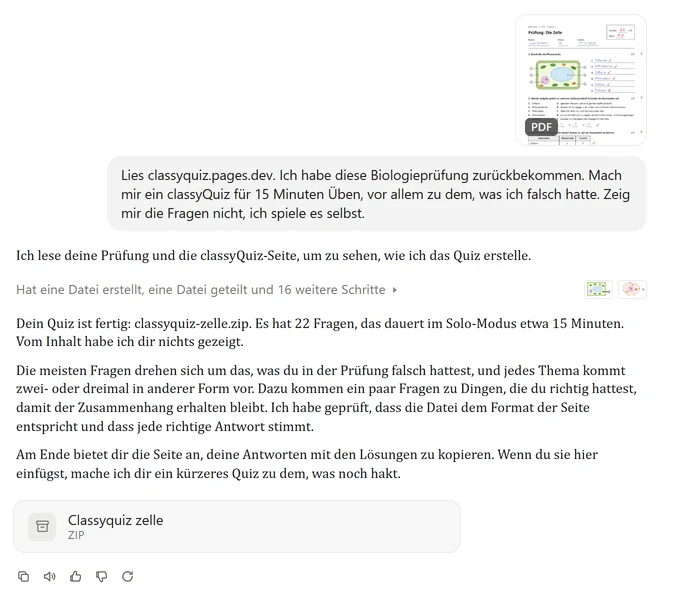 Prüfung: Die Zelle
PDF
Lies classyquiz.pages.dev. Ich habe diese Biologieprüfung zurückbekommen. Mach
mir ein classyQuiz für 15 Minuten Üben, vor allem zu dem, was ich falsch hatte. Zeig
mir die Fragen nicht, ich spiele es selbst.
Ich lese deine Prüfung und die classyQuiz-Seite, um zu sehen, wie ich das Quiz erstelle.
Hat eine Datei erstellt, eine Datei geteilt und 16 weitere Schritte
Dein Quiz ist fertig: classyquiz-zelle.zip. Es hat 22 Fragen, das dauert im Solo-Modus etwa 15 Minuten.
Vom Inhalt habe ich dir nichts gezeigt.
Die meisten Fragen drehen sich um das, was du in der Prüfung falsch hattest, und jedes Thema kommt
zwei- oder dreimal in anderer Form vor. Dazu kommen ein paar Fragen zu Dingen, die du richtig hattest,
damit der Zusammenhang erhalten bleibt. Ich habe geprüft, dass die Datei dem Format der Seite
entspricht und dass jede richtige Antwort stimmt.
Am Ende bietet dir die Seite an, deine Antworten mit den Lösungen zu kopieren. Wenn du sie hier
einfügst, mache ich dir ein kürzeres Quiz zu dem, was noch hakt.
Classyquiz zelle
ZIP